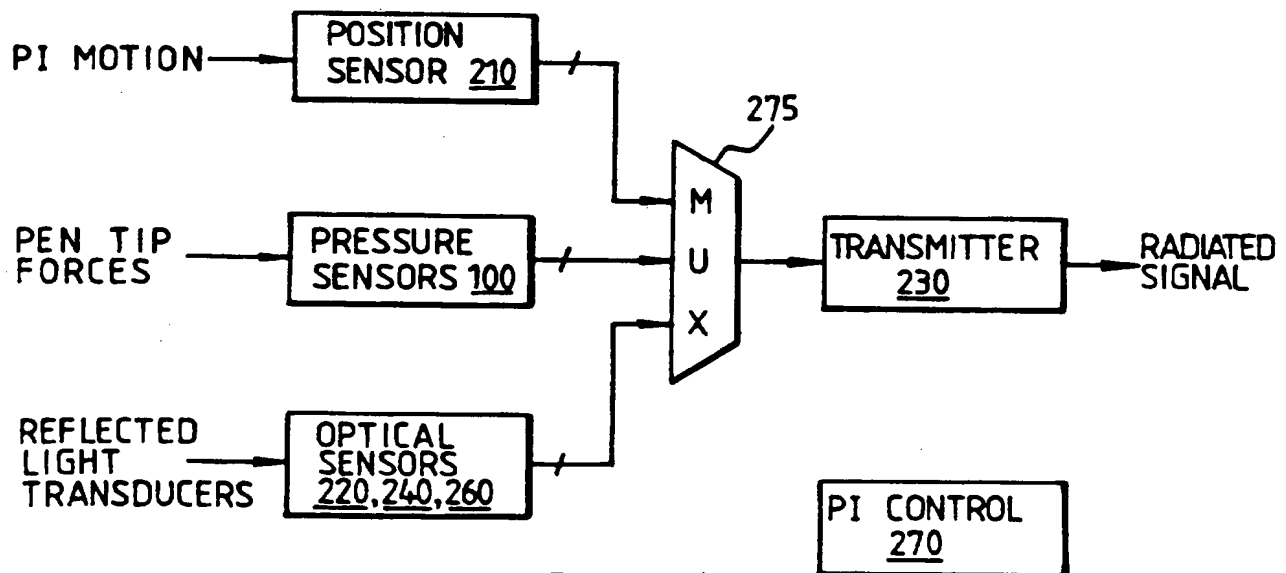 PI MOTION
POSITION
SENSOR 210
275
PEN TIP
FORCES
PRESSURE
SENSORS 100
M
U
X
TRANSMITTER
230
RADIATED
SIGNAL
REFLECTED
LIGHT
TRANSDUCERS
OPTICAL
SENSORS
220,240,260
PI CONTROL
270